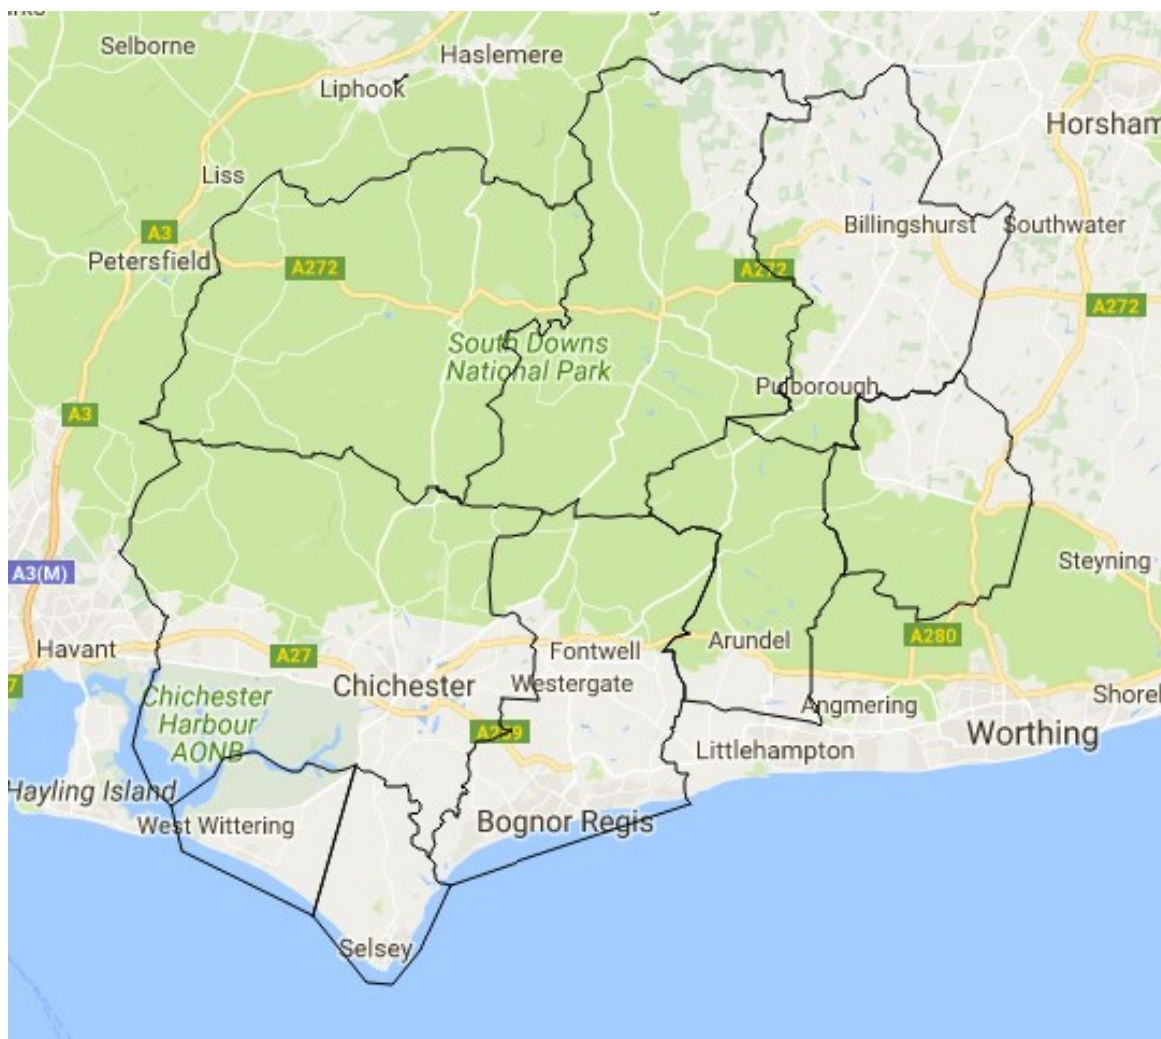 Selborne
Haslemere
Liphook
Horsham
Liss
A3
Billingshurst
Southwater
Petersfield
A272
A272
A272
South Downs
National Park
Pulborough
A3
A3(M)
Steyning
Havant
A27
Fontwell
Arundel
A280
Chichester
Westergate
Chichester
Harbour
AONB
Angmering
Shorel
Worthing
Littlehampton
Hayling Island
West Wittering
Bognor Regis
Selsey